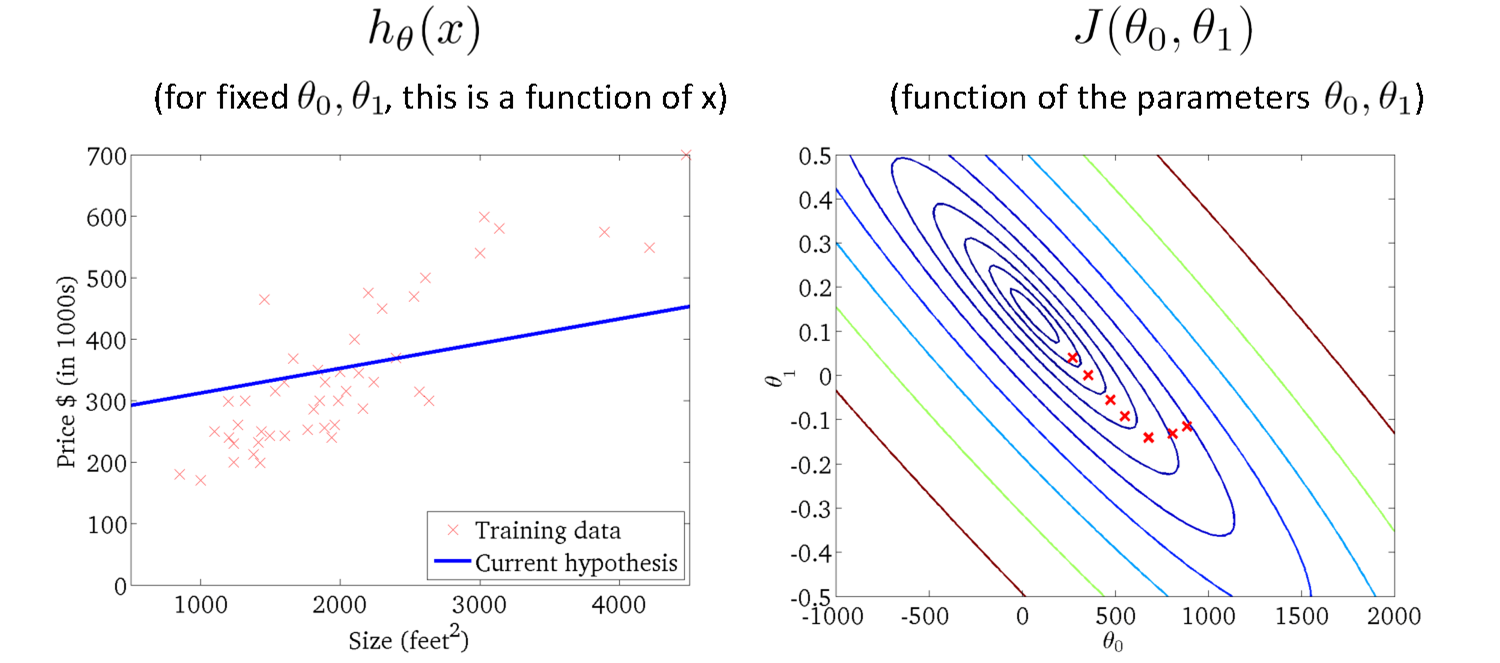 hθ(x)
(for fixed θ0, θ1, this is a function of x)
700
600
500
400
300
200
100
0
Price $ (in 1000s)
1000 2000 3000 4000
Size (feet²)
Training data
Current hypothesis
J(θ0, θ1)
(function of the parameters θ0, θ1)
0.5
0.4
0.3
0.2
0.1
0
-0.1
-0.2
-0.3
-0.4
-0.5
θ1
-1000 -500 0 500 1000 1500 2000
θ0